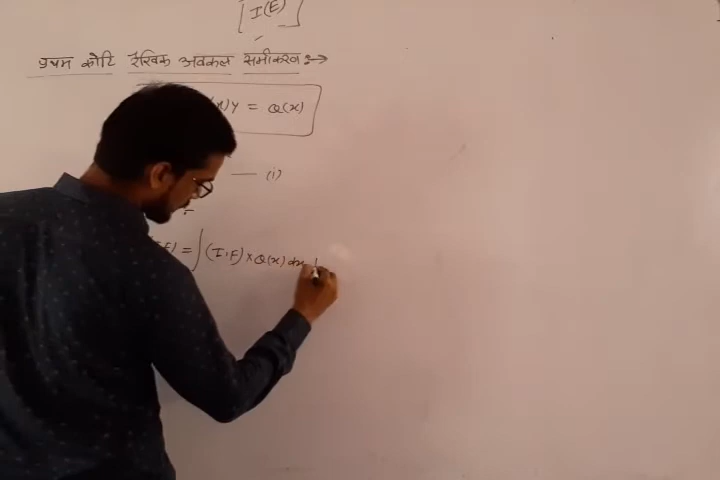 I(E)
प्रथम कोटि रैखिक अवकल समीकरण :→
)y = Q(x)
— (i)
= ∫ (I.F) × Q(x) dx +